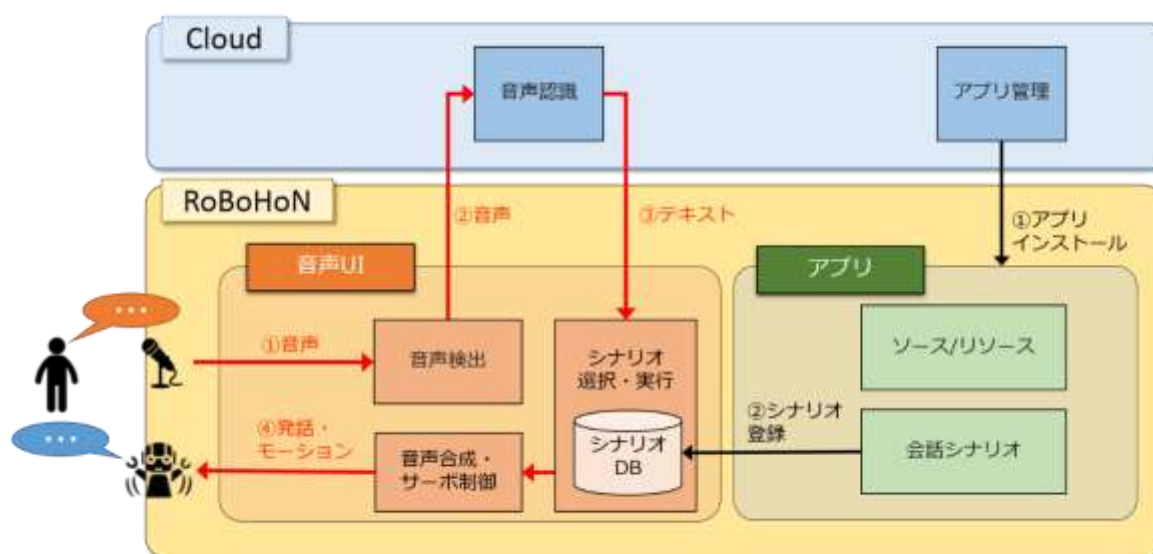 Cloud
音声認識
アプリ管理
RoBoHoN
②音声
③テキスト
①アプリ
インストール
音声UI
アプリ
①音声
音声検出
シナリオ
選択・実行
ソース/リソース
④発話・
モーション
音声合成・
サーボ制御
シナリオ
DB
②シナリオ
登録
会話シナリオ